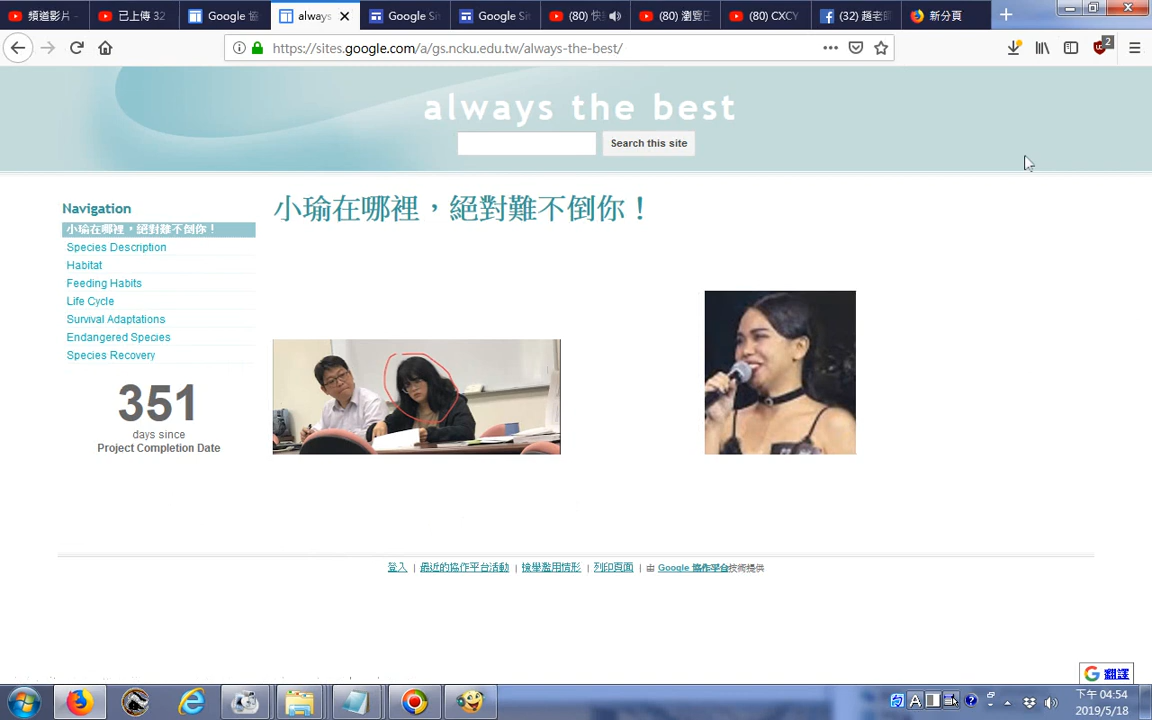 頻道影片 -
已上傳 32
Google 協
always
Google Si
Google Si
(80) 快
(80) 瀏覽
(80) CXCY
(32) 趙老師
新分頁
https://sites.google.com/a/gs.ncku.edu.tw/always-the-best/
2
always the best
Search this site
Navigation
小瑜在哪裡，絕對難不倒你！
小瑜在哪裡，絕對難不倒你！
Species Description
Habitat
Feeding Habits
Life Cycle
Survival Adaptations
Endangered Species
Species Recovery
351
days since
Project Completion Date
登入 | 最近的協作平台活動 | 檢舉濫用情形 | 列印頁面 | 由 Google 協作平台技術提供
G 翻譯
A
下午 04:54
2019/5/18